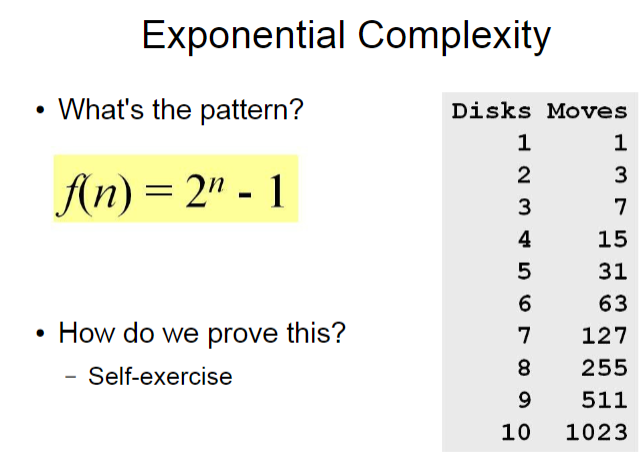 Exponential Complexity
• What's the pattern?
f(n) = 2ⁿ - 1
• How do we prove this?
– Self-exercise
Disks Moves
1 1
2 3
3 7
4 15
5 31
6 63
7 127
8 255
9 511
10 1023